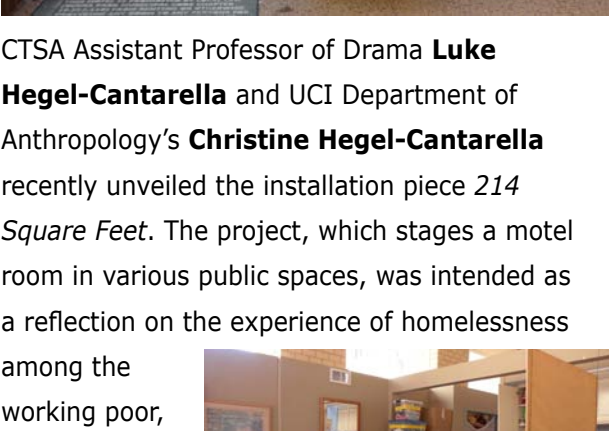 CTSA Assistant Professor of Drama Luke
Hegel-Cantarella and UCI Department of
Anthropology’s Christine Hegel-Cantarella
recently unveiled the installation piece 214
Square Feet. The project, which stages a motel
room in various public spaces, was intended as
a reflection on the experience of homelessness
among the
working poor,